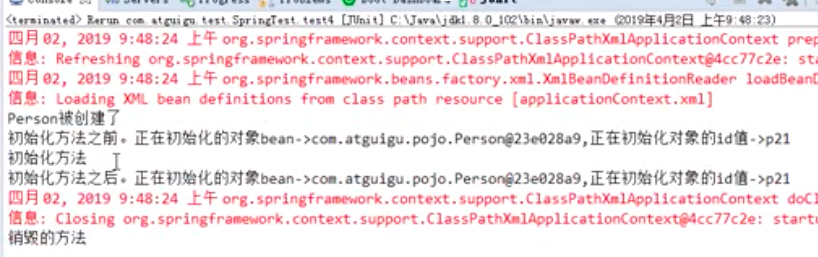 <terminated> Rerun com.atguigu.test.SpringTest.test4 [JUnit] C:\Java\jdk1.8.0_102\bin\javaw.exe (2019年4月2日 上午9:48:23)
四月 02, 2019 9:48:24 上午 org.springframework.context.support.ClassPathXmlApplicationContext prep
信息: Refreshing org.springframework.context.support.ClassPathXmlApplicationContext@4cc77c2e: sta
四月 02, 2019 9:48:24 上午 org.springframework.beans.factory.xml.XmlBeanDefinitionReader loadBeanD
信息: Loading XML bean definitions from class path resource [applicationContext.xml]
Person被创建了
初始化方法之前。正在初始化的对象bean->com.atguigu.pojo.Person@23e028a9,正在初始化对象的id值->p21
初始化方法
初始化方法之后。正在初始化的对象bean->com.atguigu.pojo.Person@23e028a9,正在初始化对象的id值->p21
四月 02, 2019 9:48:24 上午 org.springframework.context.support.ClassPathXmlApplicationContext doCl
信息: Closing org.springframework.context.support.ClassPathXmlApplicationContext@4cc77c2e: startu
销毁的方法